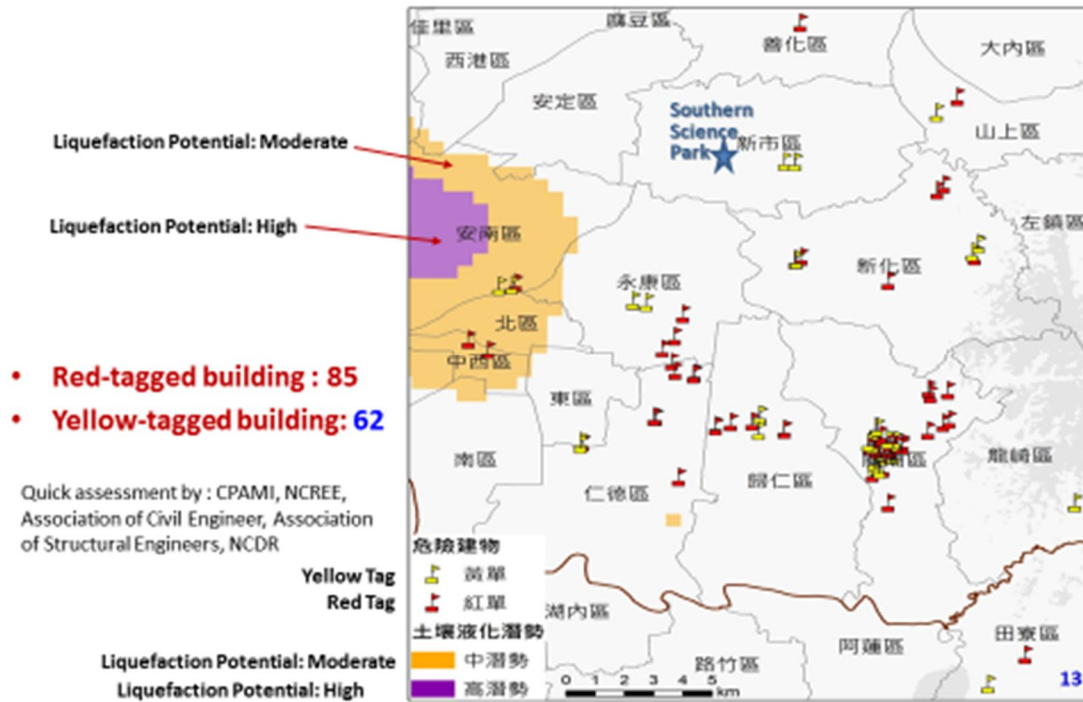 佳里區
西港區
安定區
善化區
大內區
山上區
Southern
Science
Park
新市區
左鎮區
Liquefaction Potential: Moderate
Liquefaction Potential: High
安南區
永康區
新化區
北區
中西區
• Red-tagged building : 85
• Yellow-tagged building: 62
東區
南區
仁德區
歸仁區
龍崎區
Quick assessment by : CPAMI, NCREE,
Association of Civil Engineer, Association
of Structural Engineers, NCDR
危險建物
Yellow Tag 黃單
Red Tag 紅單
土壤液化潛勢
Liquefaction Potential: Moderate 中潛勢
Liquefaction Potential: High 高潛勢
湖內區
路竹區
阿蓮區
田寮區
0 1 2 3 4 5
km
13